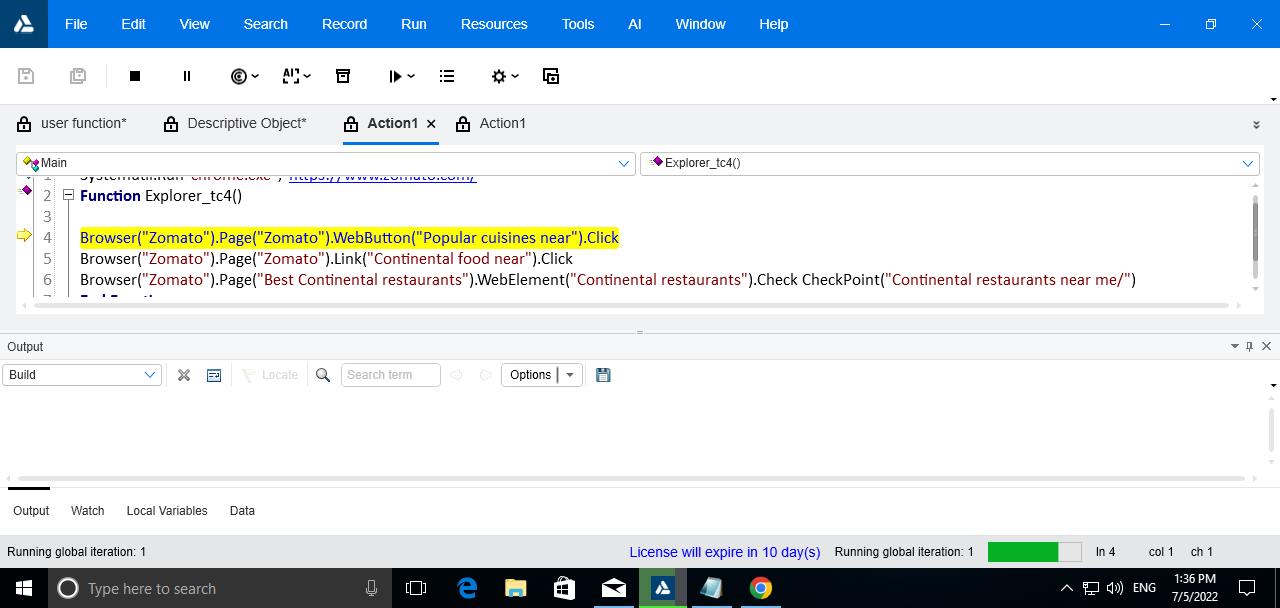 File Edit View Search Record Run Resources Tools AI Window Help
user function* Descriptive Object* Action1 Action1
Main Explorer_tc4()
1 SystemUtil.Run "chrome.exe", "https://www.zomato.com/"
2 Function Explorer_tc4()
3
4 Browser("Zomato").Page("Zomato").WebButton("Popular cuisines near").Click
5 Browser("Zomato").Page("Zomato").Link("Continental food near").Click
6 Browser("Zomato").Page("Best Continental restaurants").WebElement("Continental restaurants").Check CheckPoint("Continental restaurants near me/")
7 End Function
Output
Build Locate Search term Options
Output Watch Local Variables Data
Running global iteration: 1 License will expire in 10 day(s) Running global iteration: 1 ln 4 col 1 ch 1
Type here to search ENG 1:36 PM
7/5/2022